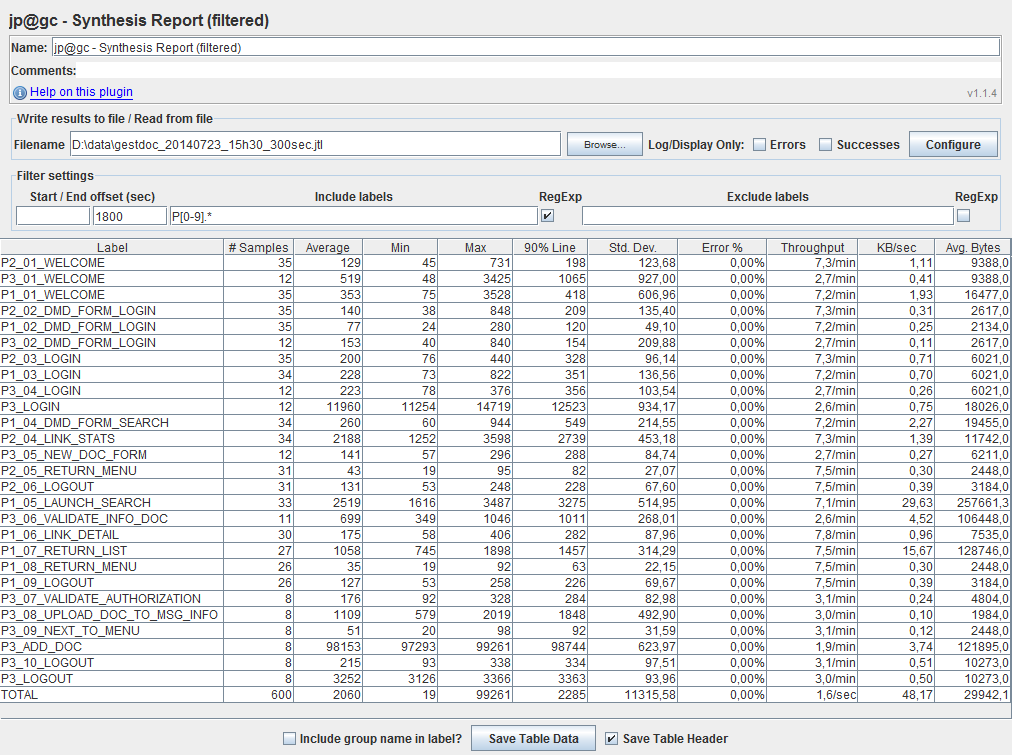 jp@gc - Synthesis Report (filtered)
Name: jp@gc - Synthesis Report (filtered)
Comments:
Help on this plugin v1.1.4
Write results to file / Read from file
Filename D:\data\gestdoc_20140723_15h30_300sec.jtl Browse... Log/Display Only: Errors Successes Configure
Filter settings
Start / End offset (sec) Include labels RegExp Exclude labels RegExp
1800 P[0-9].*
Label # Samples Average Min Max 90% Line Std. Dev. Error % Throughput KB/sec Avg. Bytes
P2_01_WELCOME 35 129 45 731 198 123,68 0,00% 7,3/min 1,11 9388,0
P3_01_WELCOME 12 519 48 3425 1065 927,00 0,00% 2,7/min 0,41 9388,0
P1_01_WELCOME 35 353 75 3528 418 606,96 0,00% 7,2/min 1,93 16477,0
P2_02_DMD_FORM_LOGIN 35 140 38 848 209 135,40 0,00% 7,3/min 0,31 2617,0
P1_02_DMD_FORM_LOGIN 35 77 24 280 120 49,10 0,00% 7,2/min 0,25 2134,0
P3_02_DMD_FORM_LOGIN 12 153 40 840 154 209,88 0,00% 2,7/min 0,11 2617,0
P2_03_LOGIN 35 200 76 440 328 96,14 0,00% 7,3/min 0,71 6021,0
P1_03_LOGIN 34 228 73 822 351 136,56 0,00% 7,2/min 0,70 6021,0
P3_04_LOGIN 12 223 78 376 356 103,54 0,00% 2,7/min 0,26 6021,0
P3_LOGIN 12 11960 11254 14719 12523 934,17 0,00% 2,6/min 0,75 18026,0
P1_04_DMD_FORM_SEARCH 34 260 60 944 549 214,55 0,00% 7,2/min 2,27 19455,0
P2_04_LINK_STATS 34 2188 1252 3598 2739 453,18 0,00% 7,3/min 1,39 11742,0
P3_05_NEW_DOC_FORM 12 141 57 296 288 84,74 0,00% 2,7/min 0,27 6211,0
P2_05_RETURN_MENU 31 43 19 95 82 27,07 0,00% 7,5/min 0,30 2448,0
P2_06_LOGOUT 31 131 53 248 228 67,60 0,00% 7,5/min 0,39 3184,0
P1_05_LAUNCH_SEARCH 33 2519 1616 3487 3275 514,95 0,00% 7,1/min 29,63 257661,3
P3_06_VALIDATE_INFO_DOC 11 699 349 1046 1011 268,01 0,00% 2,6/min 4,52 106448,0
P1_06_LINK_DETAIL 30 175 58 406 282 87,96 0,00% 7,8/min 0,96 7535,0
P1_07_RETURN_LIST 27 1058 745 1898 1457 314,29 0,00% 7,5/min 15,67 128746,0
P1_08_RETURN_MENU 26 35 19 92 63 22,15 0,00% 7,5/min 0,30 2448,0
P1_09_LOGOUT 26 127 53 258 226 69,67 0,00% 7,5/min 0,39 3184,0
P3_07_VALIDATE_AUTHORIZATION 8 176 92 328 284 82,98 0,00% 3,1/min 0,24 4804,0
P3_08_UPLOAD_DOC_TO_MSG_INFO 8 1109 579 2019 1848 492,90 0,00% 3,0/min 0,10 1984,0
P3_09_NEXT_TO_MENU 8 51 20 98 92 31,59 0,00% 3,1/min 0,12 2448,0
P3_ADD_DOC 8 98153 97293 99261 98744 623,97 0,00% 1,9/min 3,74 121895,0
P3_10_LOGOUT 8 215 93 338 334 97,51 0,00% 3,1/min 0,51 10273,0
P3_LOGOUT 8 3252 3126 3366 3363 93,96 0,00% 3,0/min 0,50 10273,0
TOTAL 600 2060 19 99261 2285 11315,58 0,00% 1,6/sec 48,17 29942,1
Include group name in label? Save Table Data Save Table Header